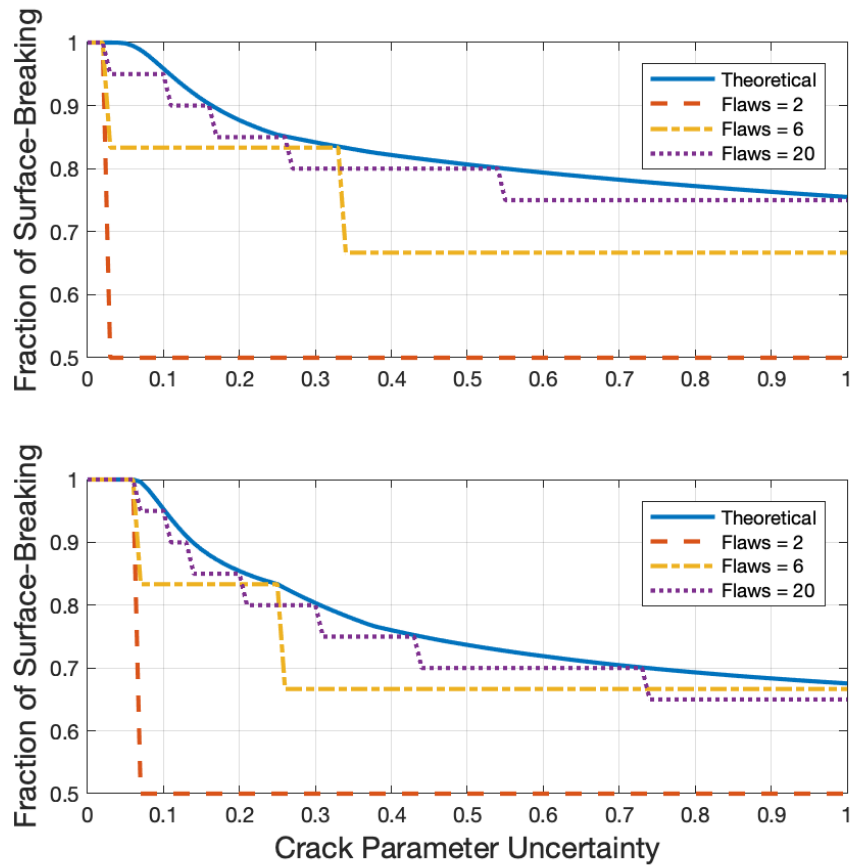 Fraction of Surface-Breaking
1
0.9
0.8
0.7
0.6
0.5
0 0.1 0.2 0.3 0.4 0.5 0.6 0.7 0.8 0.9 1
Theoretical
Flaws = 2
Flaws = 6
Flaws = 20
Fraction of Surface-Breaking
1
0.9
0.8
0.7
0.6
0.5
0 0.1 0.2 0.3 0.4 0.5 0.6 0.7 0.8 0.9 1
Theoretical
Flaws = 2
Flaws = 6
Flaws = 20
Crack Parameter Uncertainty